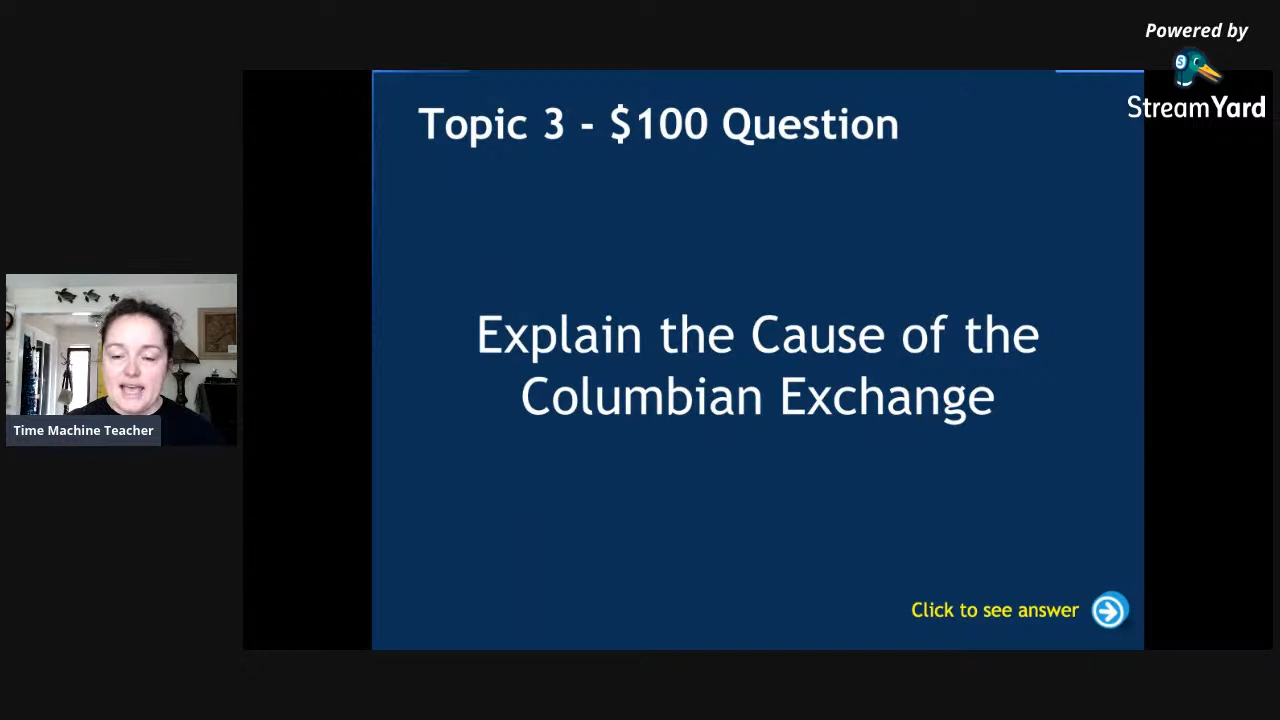 Powered by
StreamYard
Topic 3 - $100 Question
Explain the Cause of the
Columbian Exchange
Time Machine Teacher
Click to see answer